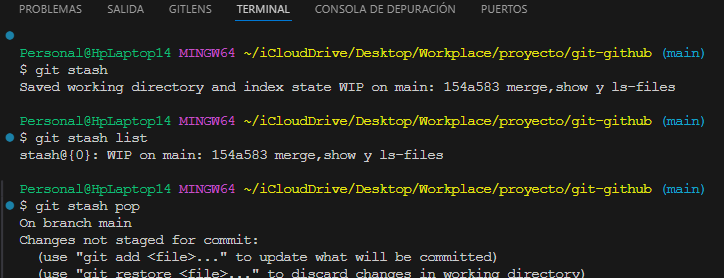 PROBLEMAS SALIDA GITLENS TERMINAL CONSOLA DE DEPURACIÓN PUERTOS
Personal@HpLaptop14 MINGW64 ~/iCloudDrive/Desktop/Workplace/proyecto/git-github (main)
$ git stash
Saved working directory and index state WIP on main: 154a583 merge,show y ls-files
Personal@HpLaptop14 MINGW64 ~/iCloudDrive/Desktop/Workplace/proyecto/git-github (main)
$ git stash list
stash@{0}: WIP on main: 154a583 merge,show y ls-files
Personal@HpLaptop14 MINGW64 ~/iCloudDrive/Desktop/Workplace/proyecto/git-github (main)
$ git stash pop
On branch main
Changes not staged for commit:
  (use "git add <file>..." to update what will be committed)
  (use "git restore <file>..." to discard changes in working directory)